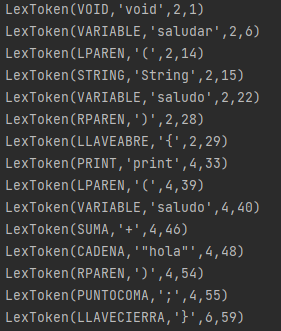 LexToken(VOID,'void',2,1)
LexToken(VARIABLE,'saludar',2,6)
LexToken(LPAREN,'(',2,14)
LexToken(STRING,'String',2,15)
LexToken(VARIABLE,'saludo',2,22)
LexToken(RPAREN,')',2,28)
LexToken(LLAVEABRE,'{',2,29)
LexToken(PRINT,'print',4,33)
LexToken(LPAREN,'(',4,39)
LexToken(VARIABLE,'saludo',4,40)
LexToken(SUMA,'+',4,46)
LexToken(CADENA,'"hola"',4,48)
LexToken(RPAREN,')',4,54)
LexToken(PUNTOCOMA,';',4,55)
LexToken(LLAVECIERRA,'}',6,59)